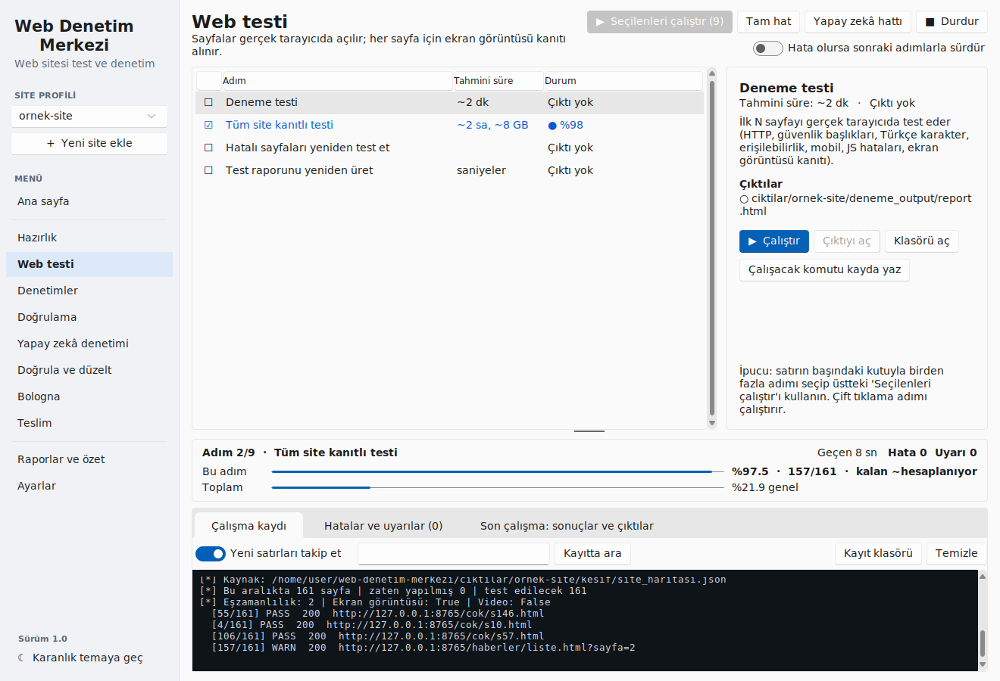 Web Denetim
Merkezi
Web sitesi test ve denetim
SİTE PROFİLİ
ornek-site
+ Yeni site ekle
MENÜ
Ana sayfa
Hazırlık
Web testi
Denetimler
Doğrulama
Yapay zekâ denetimi
Doğrula ve düzelt
Bologna
Teslim
Raporlar ve özet
Ayarlar
Sürüm 1.0
☾ Karanlık temaya geç
Web testi
Sayfalar gerçek tarayıcıda açılır; her sayfa için ekran görüntüsü kanıtı
alınır.
▶ Seçilenleri çalıştır (9)
Tam hat
Yapay zekâ hattı
■ Durdur
Hata olursa sonraki adımlarla sürdür
Adım Tahmini süre Durum
☐ Deneme testi ~2 dk Çıktı yok
☑ Tüm site kanıtlı testi ~2 sa, ~8 GB ● %98
☐ Hatalı sayfaları yeniden test et Çıktı yok
☐ Test raporunu yeniden üret saniyeler Çıktı yok
Deneme testi
Tahmini süre: ~2 dk · Çıktı yok
İlk N sayfayı gerçek tarayıcıda test eder
(HTTP, güvenlik başlıkları, Türkçe karakter,
erişilebilirlik, mobil, JS hataları, ekran
görüntüsü kanıtı).
Çıktılar
○ ciktilar/ornek-site/deneme_output/report
.html
▶ Çalıştır
Çıktıyı aç
Klasörü aç
Çalışacak komutu kayda yaz
İpucu: satırın başındaki kutuyla birden
fazla adımı seçip üstteki 'Seçilenleri
çalıştır'ı kullanın. Çift tıklama adımı
çalıştırır.
Adım 2/9 · Tüm site kanıtlı testi
Geçen 8 sn Hata 0 Uyarı 0
Bu adım %97.5 · 157/161 · kalan ~hesaplanıyor
Toplam %21.9 genel
Çalışma kaydı
Hatalar ve uyarılar (0)
Son çalışma: sonuçlar ve çıktılar
Yeni satırları takip et
Kayıtta ara
Kayıt klasörü
Temizle
[*] Kaynak: /home/user/web-denetim-merkezi/ciktilar/ornek-site/kesif/site_haritasi.json
[*] Bu aralıkta 161 sayfa | zaten yapılmış 0 | test edilecek 161
[*] Eşzamanlılık: 2 | Ekran görüntüsü: True | Video: False
[55/161] PASS 200 http://127.0.0.1:8765/cok/s146.html
[4/161] PASS 200 http://127.0.0.1:8765/cok/s10.html
[106/161] PASS 200 http://127.0.0.1:8765/cok/s57.html
[157/161] WARN 200 http://127.0.0.1:8765/haberler/liste.html?sayfa=2